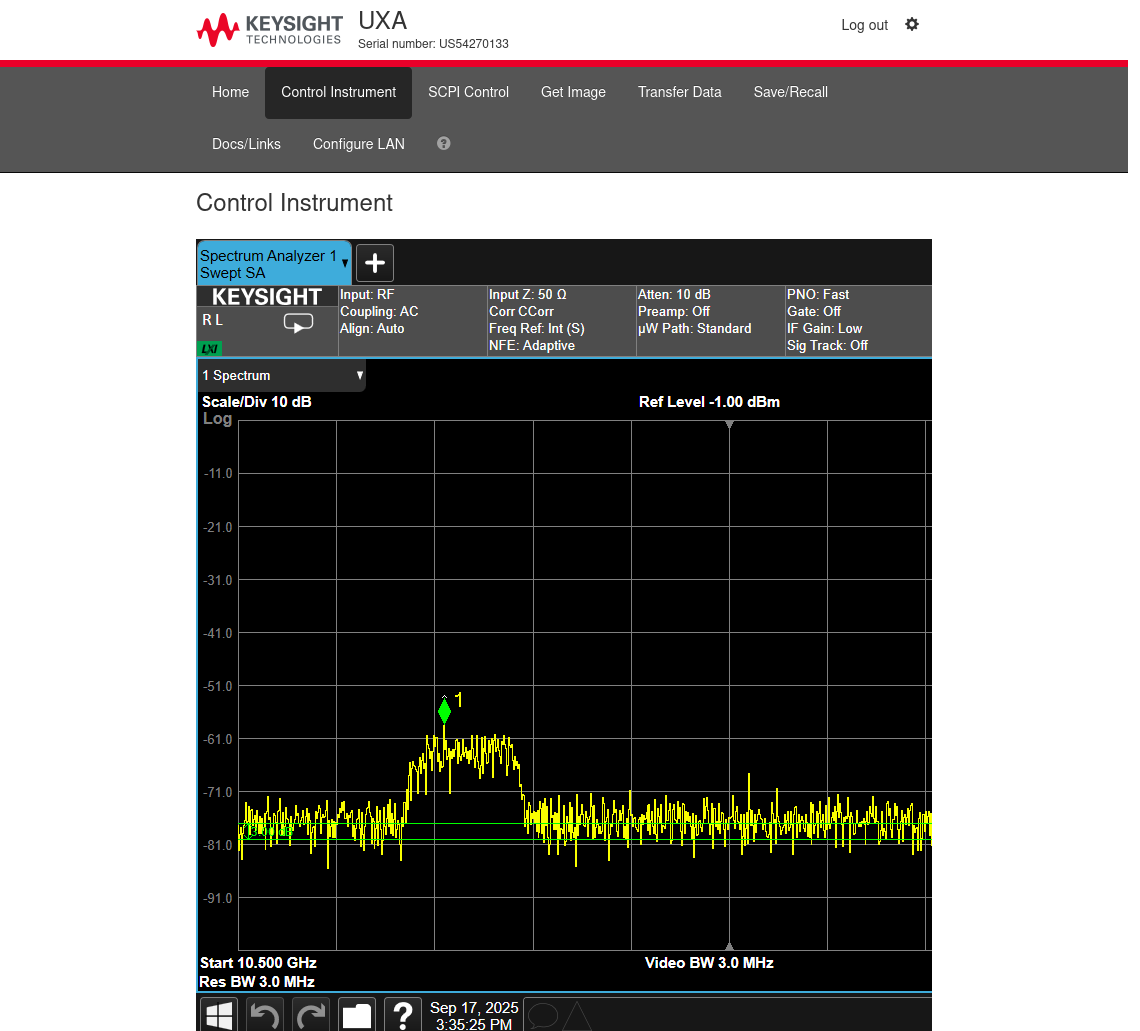 KEYSIGHT
TECHNOLOGIES
UXA
Serial number: US54270133
Log out
Home
Control Instrument
SCPI Control
Get Image
Transfer Data
Save/Recall
Docs/Links
Configure LAN
?
Control Instrument
Spectrum Analyzer 1
Swept SA
KEYSIGHT
R L
LXI
Input: RF
Coupling: AC
Align: Auto
Input Z: 50 Ω
Corr CCorr
Freq Ref: Int (S)
NFE: Adaptive
Atten: 10 dB
Preamp: Off
µW Path: Standard
PNO: Fast
Gate: Off
IF Gain: Low
Sig Track: Off
1 Spectrum
Scale/Div 10 dB
Ref Level -1.00 dBm
Log
-11.0
-21.0
-31.0
-41.0
-51.0
1
-61.0
-71.0
-81.0
-91.0
Start 10.500 GHz
Video BW 3.0 MHz
Res BW 3.0 MHz
?
Sep 17, 2025
3:35:25 PM